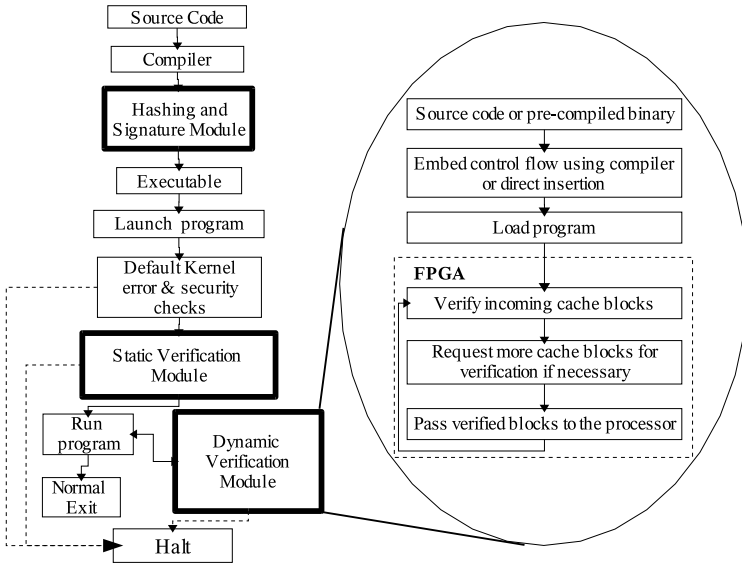 Source Code
Compiler
Hashing and
Signature Module
Executable
Launch program
Default Kernel
error & security
checks
Static Verification
Module
Run
program
Dynamic
Verification
Module
Normal
Exit
Halt
Source code or pre-compiled binary
Embed control flow using compiler
or direct insertion
Load program
FPGA
Verify incoming cache blocks
Request more cache blocks for
verification if necessary
Pass verified blocks to the processor